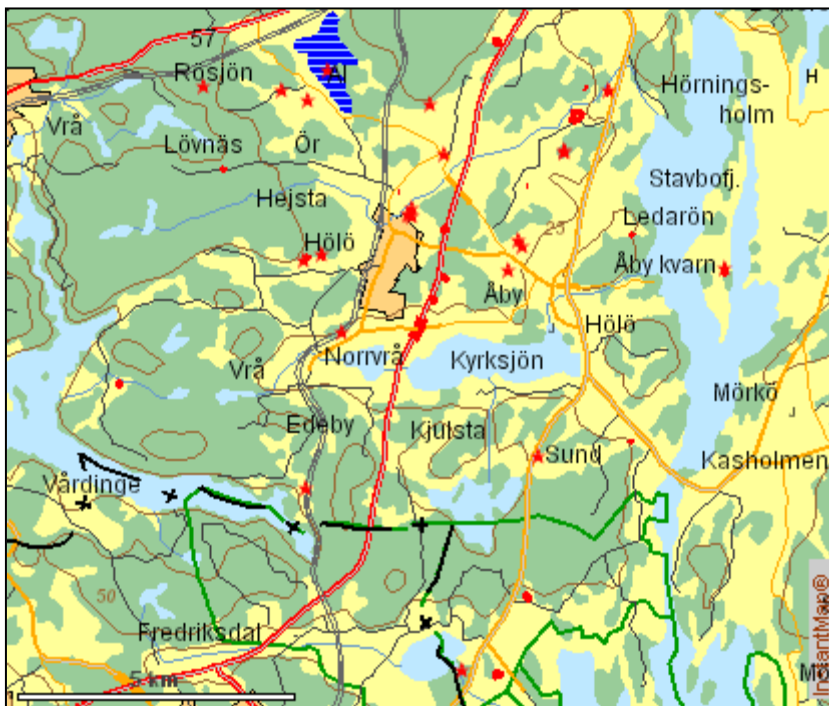 57
Rösjön
Vrå
Lövnäs
Ör
Hörnings-
holm
H
Stavbofj.
Hejsta
Ledarön
Hölö
25
Åby kvarn
Åby
Hölö
Norrvrå
Kyrksjön
Vrå
Mörkö
Edeby
Kjulsta
Sund
Kasholmen
Vårdinge
50
Fredriksdal
5 km